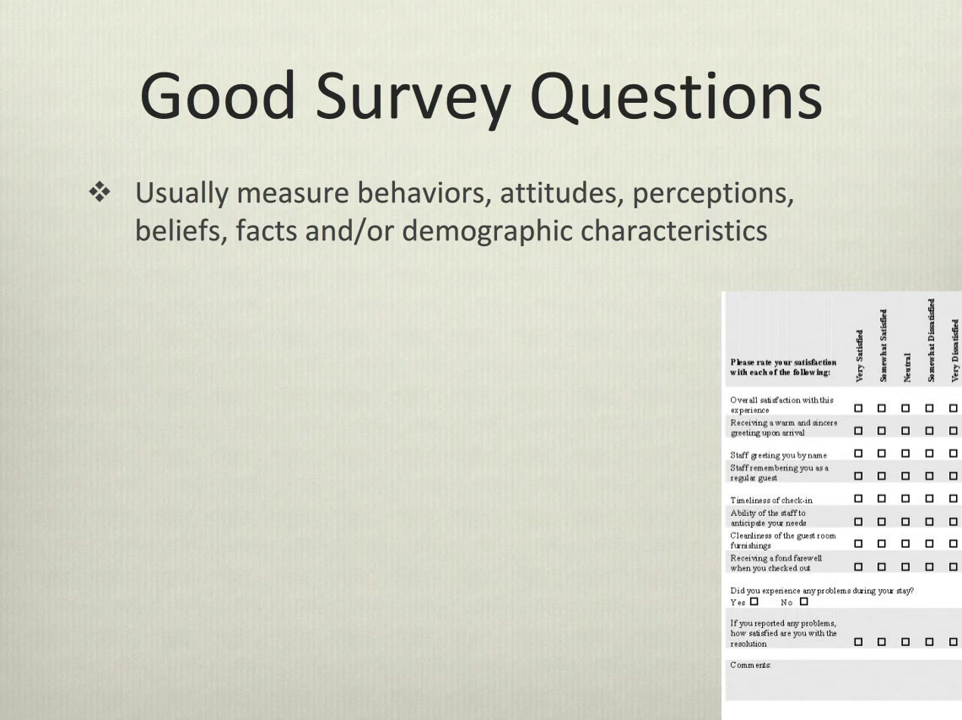 Good Survey Questions
❖ Usually measure behaviors, attitudes, perceptions,
beliefs, facts and/or demographic characteristics
Please rate your satisfaction
with each of the following:
Very Satisfied
Somewhat Satisfied
Neutral
Somewhat Dissatisfied
Very Dissatisfied
Overall satisfaction with this
experience
Receiving a warm and sincere
greeting upon arrival
Staff greeting you by name
Staff remembering you as a
regular guest
Timeliness of check-in
Ability of the staff to
anticipate your needs
Cleanliness of the guest room
furnishings
Receiving a fond farewell
when you checked out
Did you experience any problems during your stay?
Yes No
If you reported any problems,
how satisfied are you with the
resolution
Comments: